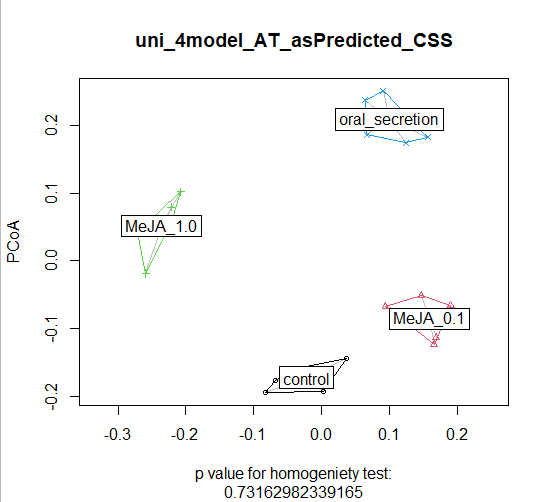 uni_4model_AT_asPredicted_CSS
PCoA
0.2
0.1
0.0
-0.1
-0.2
oral_secretion
MeJA_1.0
MeJA_0.1
control
-0.3 -0.2 -0.1 0.0 0.1 0.2
p value for homogeniety test:
0.73162982339165